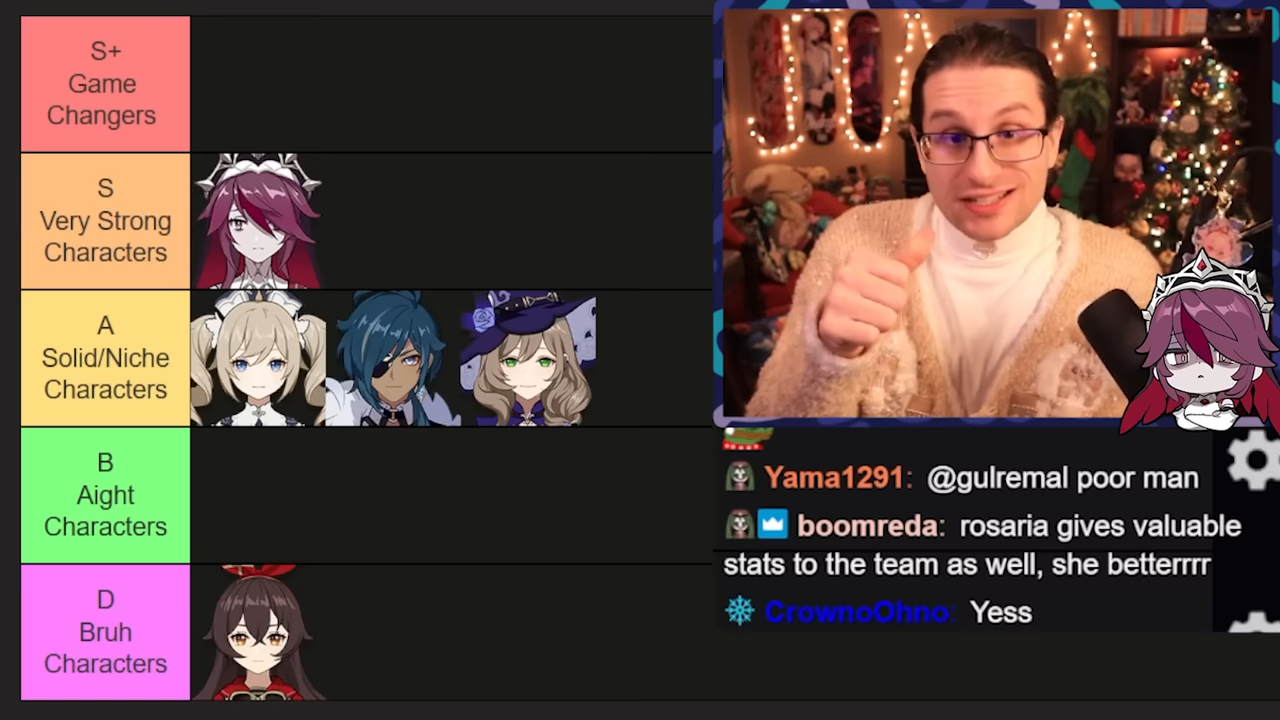 S+
Game
Changers
S
Very Strong
Characters
A
Solid/Niche
Characters
B
Aight
Characters
D
Bruh
Characters
Yama1291: @gulremal poor man
boomreda: rosaria gives valuable
stats to the team as well, she betterrrr
CrownoOhno: Yess